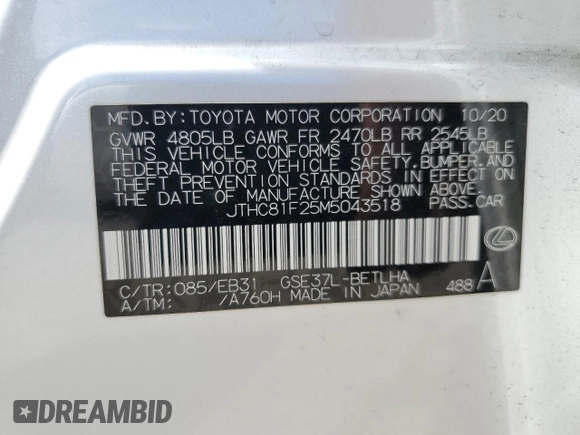 MFD. BY: TOYOTA MOTOR CORPORATION 10/20
GVWR 4805LB GAWR FR 2470LB RR 2545LB
THIS VEHICLE CONFORMS TO ALL APPLICABLE
FEDERAL MOTOR VEHICLE SAFETY, BUMPER, AND
THEFT PREVENTION STANDARDS IN EFFECT ON
THE DATE OF MANUFACTURE SHOWN ABOVE.
JTHC81F25M5043518 PASS. CAR
C/TR: 085/EB31 GSE37L-BETLHA A
A/TM: /A760H MADE IN JAPAN 488
DREAMBID